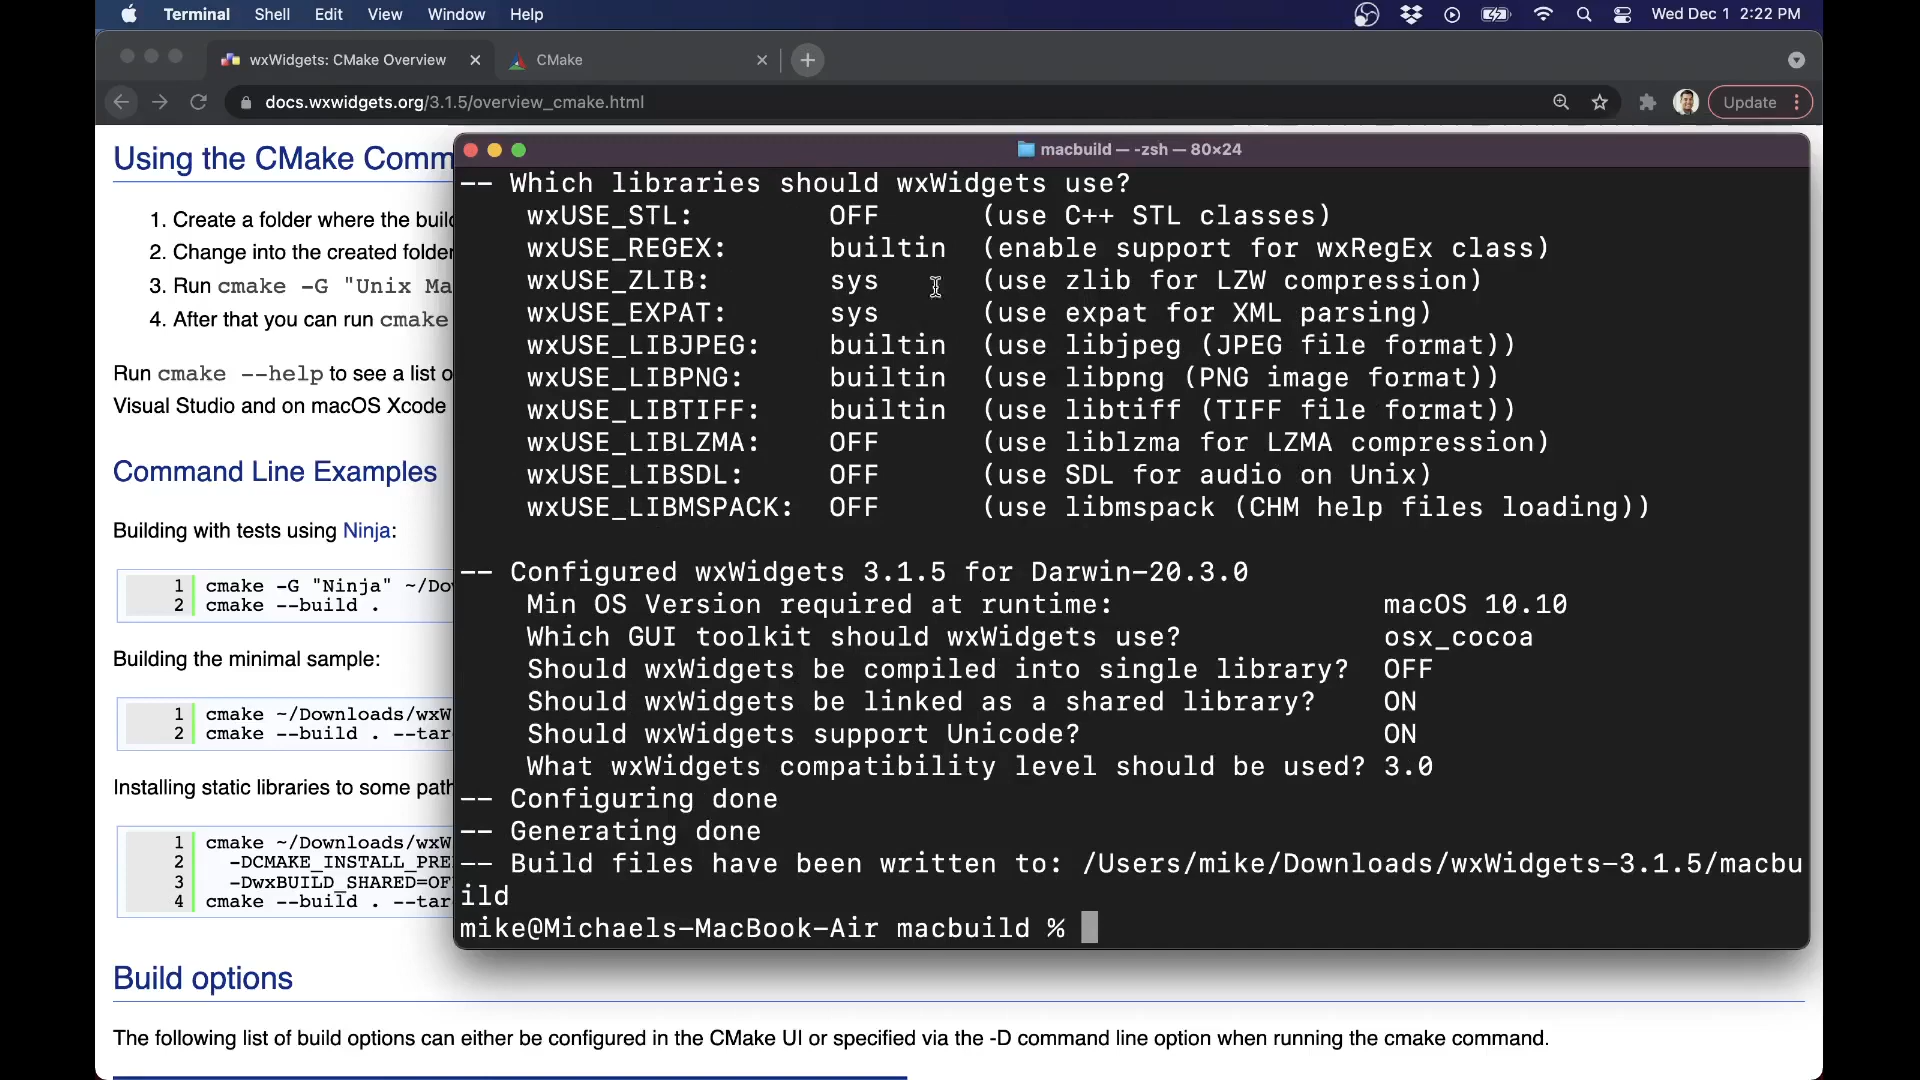 Terminal Shell Edit View Window Help Wed Dec 1 2:22 PM
wxWidgets: CMake Overview CMake
docs.wxwidgets.org/3.1.5/overview_cmake.html Update
Using the CMake Comm
1. Create a folder where the buil
2. Change into the created folder
3. Run cmake -G "Unix Ma
4. After that you can run cmake
Run cmake --help to see a list o
Visual Studio and on macOS Xcode
Command Line Examples
Building with tests using Ninja:
1 cmake -G "Ninja" ~/Do
2 cmake --build .
Building the minimal sample:
1 cmake ~/Downloads/wxW
2 cmake --build . --tar
Installing static libraries to some path
1 cmake ~/Downloads/wxW
2 -DCMAKE_INSTALL_PRE
3 -DwxBUILD_SHARED=OF
4 cmake --build . --tar
Build options
The following list of build options can either be configured in the CMake UI or specified via the -D command line option when running the cmake command.
macbuild — -zsh — 80×24
-- Which libraries should wxWidgets use?
wxUSE_STL: OFF (use C++ STL classes)
wxUSE_REGEX: builtin (enable support for wxRegEx class)
wxUSE_ZLIB: sys (use zlib for LZW compression)
wxUSE_EXPAT: sys (use expat for XML parsing)
wxUSE_LIBJPEG: builtin (use libjpeg (JPEG file format))
wxUSE_LIBPNG: builtin (use libpng (PNG image format))
wxUSE_LIBTIFF: builtin (use libtiff (TIFF file format))
wxUSE_LIBLZMA: OFF (use liblzma for LZMA compression)
wxUSE_LIBSDL: OFF (use SDL for audio on Unix)
wxUSE_LIBMSPACK: OFF (use libmspack (CHM help files loading))
-- Configured wxWidgets 3.1.5 for Darwin-20.3.0
Min OS Version required at runtime: macOS 10.10
Which GUI toolkit should wxWidgets use? osx_cocoa
Should wxWidgets be compiled into single library? OFF
Should wxWidgets be linked as a shared library? ON
Should wxWidgets support Unicode? ON
What wxWidgets compatibility level should be used? 3.0
-- Configuring done
-- Generating done
-- Build files have been written to: /Users/mike/Downloads/wxWidgets-3.1.5/macbu
ild
mike@Michaels-MacBook-Air macbuild %